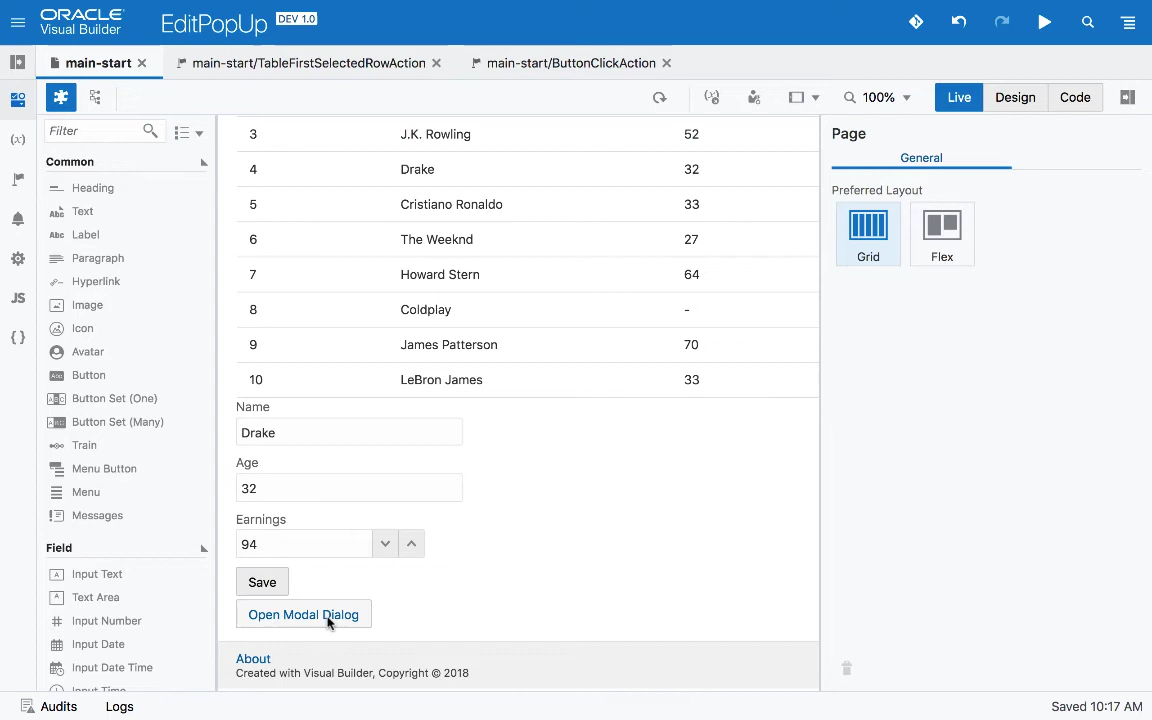 ORACLE
Visual Builder
EditPopUp
DEV 1.0
main-start
main-start/TableFirstSelectedRowAction
main-start/ButtonClickAction
100%
Live
Design
Code
Filter
Common
Heading
Abc Text
Abc Label
Paragraph
Hyperlink
Image
Icon
Avatar
Button
Button Set (One)
Button Set (Many)
Train
Menu Button
Menu
Messages
Field
Input Text
Text Area
Input Number
Input Date
Input Date Time
Input Time
(x)
JS
{ }
3 J.K. Rowling 52
4 Drake 32
5 Cristiano Ronaldo 33
6 The Weeknd 27
7 Howard Stern 64
8 Coldplay -
9 James Patterson 70
10 LeBron James 33
Name
Drake
Age
32
Earnings
94
Save
Open Modal Dialog
About
Created with Visual Builder, Copyright © 2018
Page
General
Preferred Layout
Grid
Flex
Audits
Logs
Saved 10:17 AM